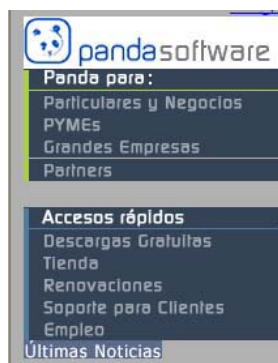 pandasoftware
Panda para:
Particulares y Negocios
PYMEs
Grandes Empresas
Partners
Accesos rápidos
Descargas Gratuitas
Tienda
Renovaciones
Soporte para Clientes
Empleo
Últimas Noticias